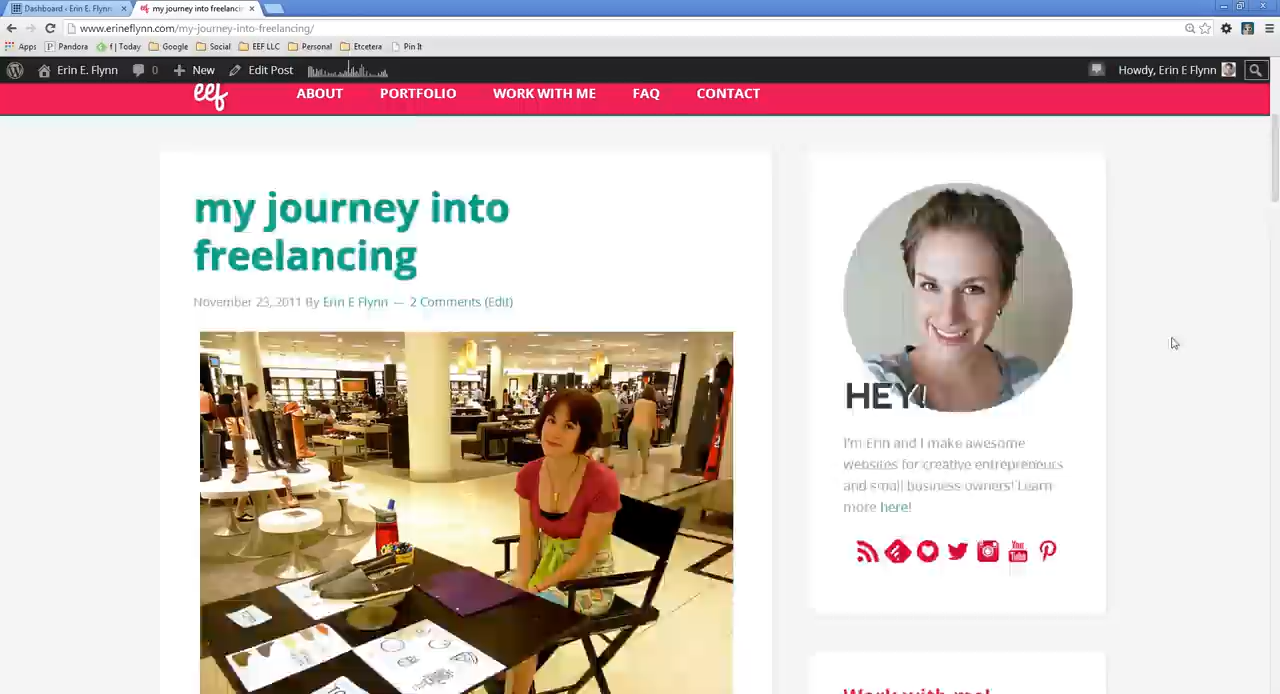 Dashboard ‹ Erin E. Flynn
my journey into freelancin
www.erineflynn.com/my-journey-into-freelancing/
Apps Pandora f | Today Google Social EEF LLC Personal Etcetera Pin It
Erin E. Flynn 0 New Edit Post Howdy, Erin E Flynn
eef ABOUT PORTFOLIO WORK WITH ME FAQ CONTACT
my journey into
freelancing
November 23, 2011 By Erin E Flynn — 2 Comments (Edit)
HEY!
I'm Erin and I make awesome
websites for creative entrepreneurs
and small business owners! Learn
more here!
You
Tube
Work with me!